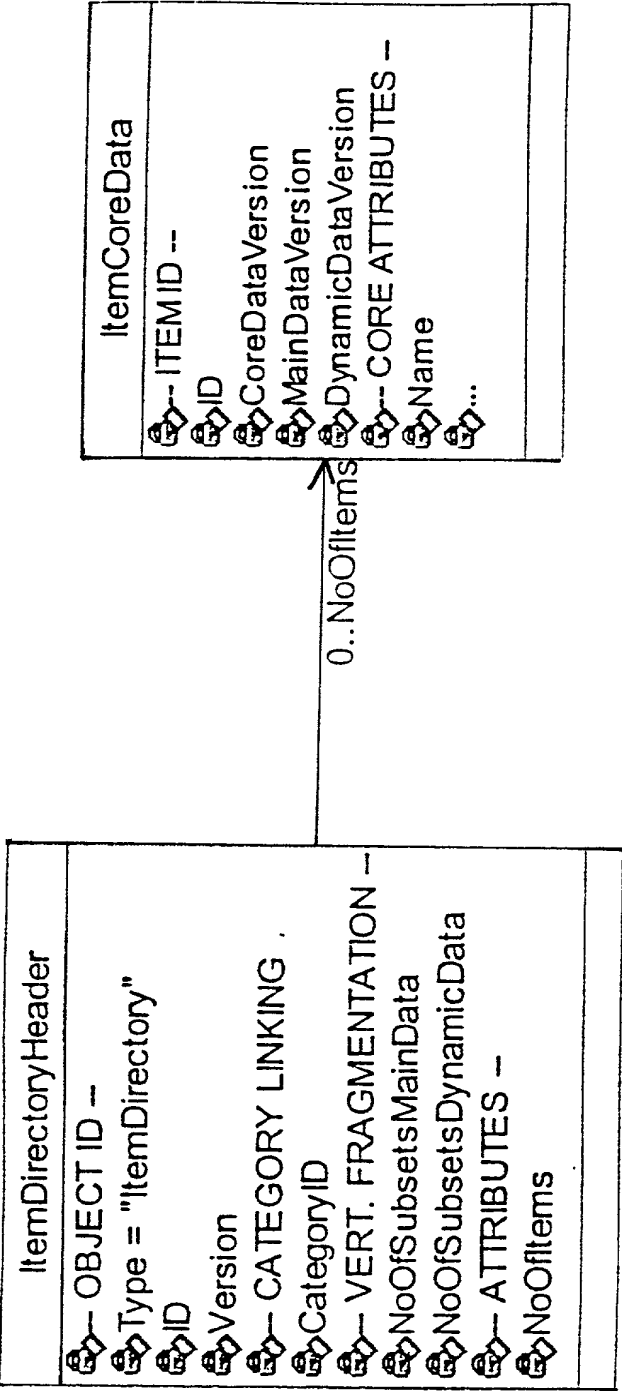 ItemDirectoryHeader
-- OBJECT ID --
Type = "ItemDirectory"
ID
Version
-- CATEGORY LINKING .
CategoryID
-- VERT. FRAGMENTATION --
NoOfSubsetsMainData
NoOfSubsetsDynamicData
-- ATTRIBUTES --
NoOfItems
0..NoOfItems
ItemCoreData
-- ITEM ID --
ID
CoreDataVersion
MainDataVersion
DynamicDataVersion
-- CORE ATTRIBUTES --
Name
...